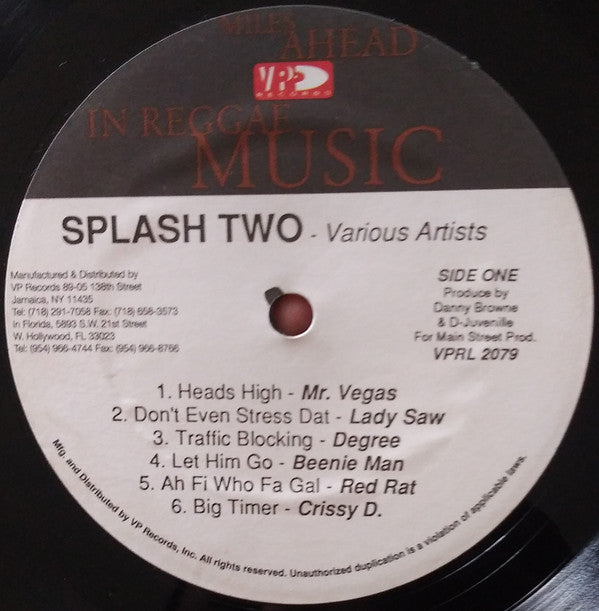 MILES
AHEAD
VP
RECORDS
IN REGGAE
MUSIC
SPLASH TWO - Various Artists
Manufactured & Distributed by
VP Records 89-05 138th Street
Jamaica, NY 11435
Tel: (718) 291-7058 Fax: (718) 658-3573
In Florida, 5893 S.W. 21st Street
W. Hollywood, FL 33023
Tel: (954) 966-4744 Fax: (954) 966-8766
SIDE ONE
Produce by
Danny Browne
& D-Juvenille
For Main Street Prod.
VPRL 2079
1. Heads High - Mr. Vegas
2. Don't Even Stress Dat - Lady Saw
3. Traffic Blocking - Degree
4. Let Him Go - Beenie Man
5. Ah Fi Who Fa Gal - Red Rat
6. Big Timer - Crissy D.
Mfg. and Distributed by VP Records, Inc. All rights reserved. Unauthorized duplication is a violation of applicable laws.